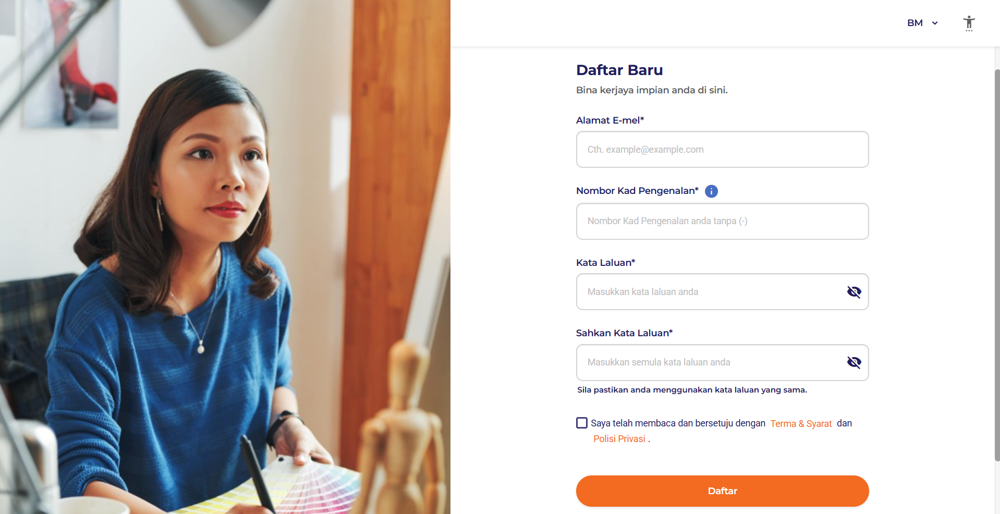 BM
Daftar Baru
Bina kerjaya impian anda di sini.
Alamat E-mel*
Cth. example@example.com
Nombor Kad Pengenalan* i
Nombor Kad Pengenalan anda tanpa (-)
Kata Laluan*
Masukkan kata laluan anda
Sahkan Kata Laluan*
Masukkan semula kata laluan anda
Sila pastikan anda menggunakan kata laluan yang sama.
Saya telah membaca dan bersetuju dengan Terma & Syarat dan
Polisi Privasi .
Daftar